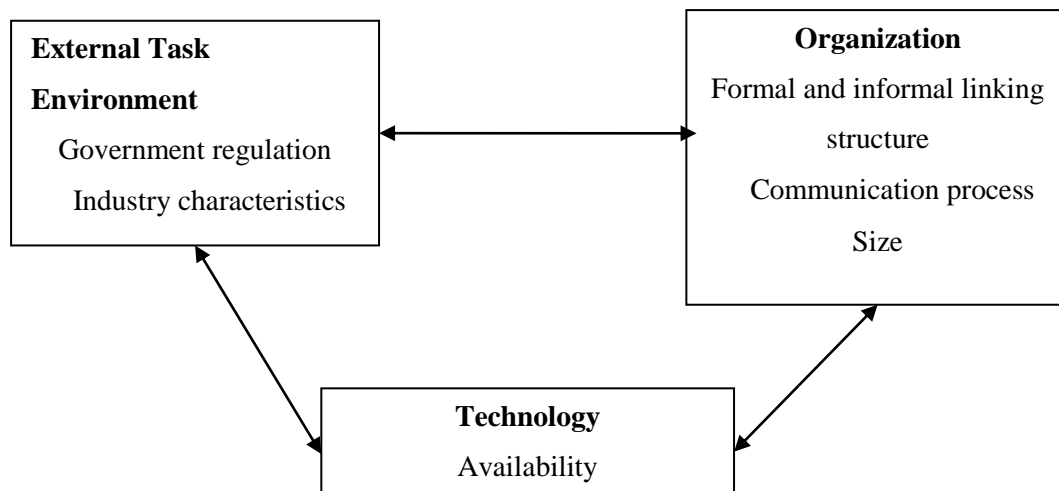 External Task
Environment
Government regulation
Industry characteristics
Organization
Formal and informal linking
structure
Communication process
Size
Technology
Availability